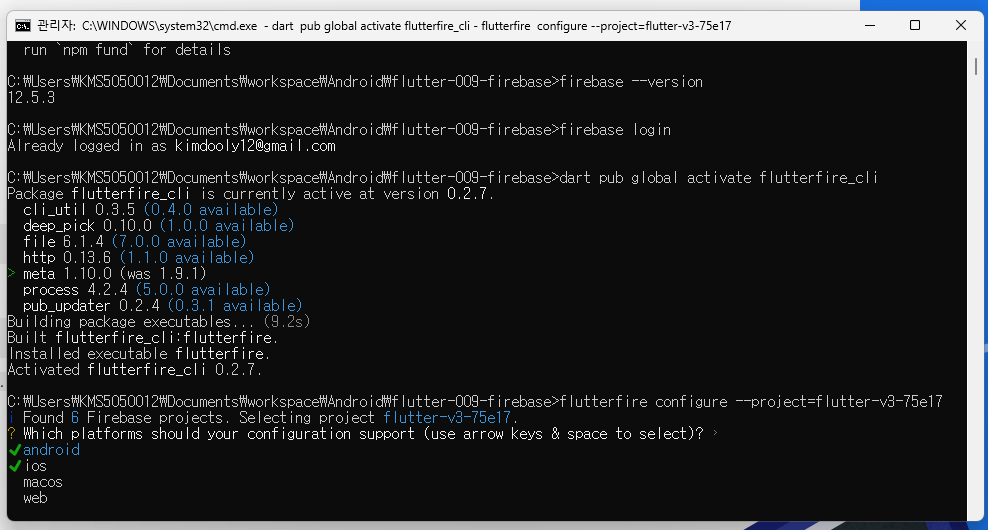 관리자: C:\WINDOWS\system32\cmd.exe - dart pub global activate flutterfire_cli - flutterfire configure --project=flutter-v3-75e17
run `npm fund` for details
C:₩Users₩KMS5050012₩Documents₩workspace₩Android₩flutter-009-firebase>firebase --version
12.5.3
C:₩Users₩KMS5050012₩Documents₩workspace₩Android₩flutter-009-firebase>firebase login
Already logged in as kimdooly12@gmail.com
C:₩Users₩KMS5050012₩Documents₩workspace₩Android₩flutter-009-firebase>dart pub global activate flutterfire_cli
Package flutterfire_cli is currently active at version 0.2.7.
cli_util 0.3.5 (0.4.0 available)
deep_pick 0.10.0 (1.0.0 available)
file 6.1.4 (7.0.0 available)
http 0.13.6 (1.1.0 available)
> meta 1.10.0 (was 1.9.1)
process 4.2.4 (5.0.0 available)
pub_updater 0.2.4 (0.3.1 available)
Building package executables... (9.2s)
Built flutterfire_cli:flutterfire.
Installed executable flutterfire.
Activated flutterfire_cli 0.2.7.
C:₩Users₩KMS5050012₩Documents₩workspace₩Android₩flutter-009-firebase>flutterfire configure --project=flutter-v3-75e17
i Found 6 Firebase projects. Selecting project flutter-v3-75e17.
? Which platforms should your configuration support (use arrow keys & space to select)? ›
✔android
✔ios
macos
web